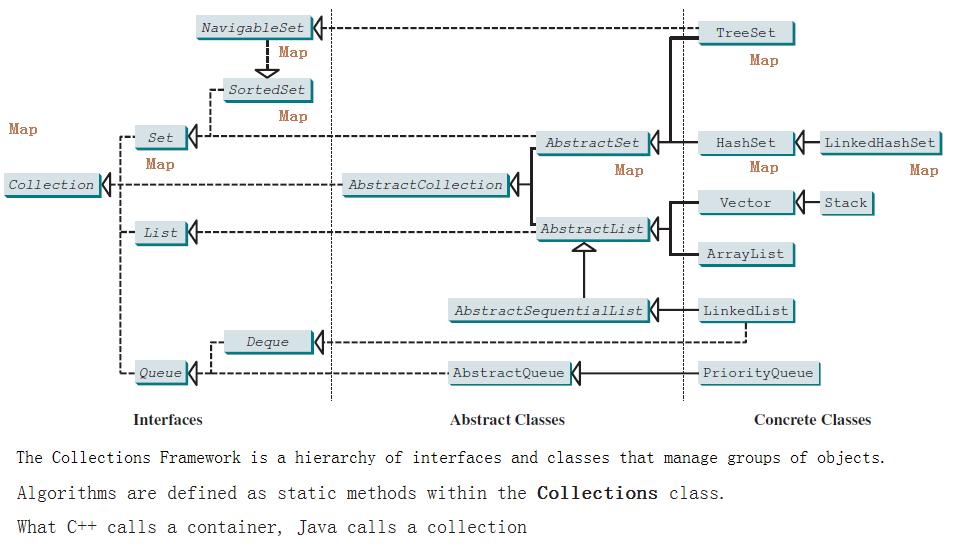 NavigableSet
TreeSet
Map
Map
SortedSet
Map
Map
Set
AbstractSet
HashSet
LinkedHashSet
Map
Map
Map
Map
Collection
AbstractCollection
Vector
Stack
List
AbstractList
ArrayList
AbstractSequentialList
LinkedList
Deque
Queue
AbstractQueue
PriorityQueue
Interfaces
Abstract Classes
Concrete Classes
The Collections Framework is a hierarchy of interfaces and classes that manage groups of objects.
Algorithms are defined as static methods within the Collections class.
What C++ calls a container, Java calls a collection